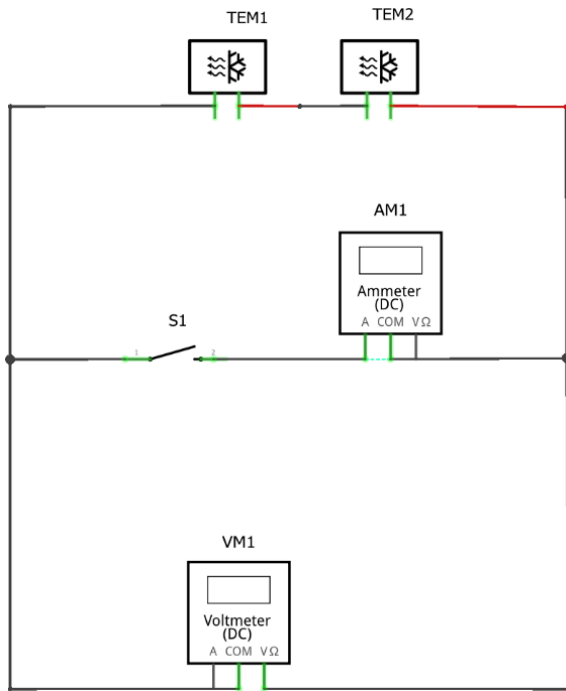 TEM1
TEM2
AM1
Ammeter
(DC)
A COM VΩ
S1
1
2
VM1
Voltmeter
(DC)
A COM VΩ